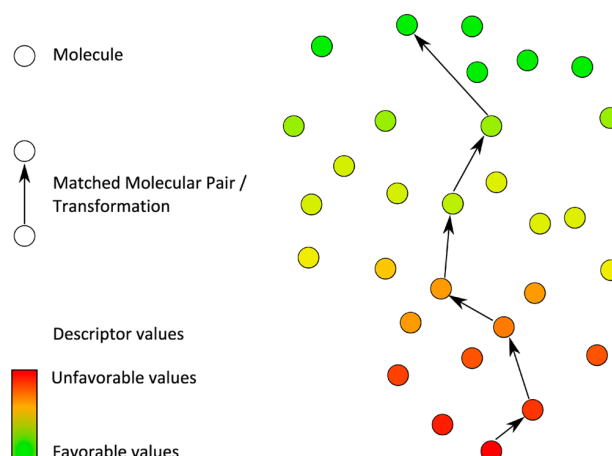 Molecule
Matched Molecular Pair /
Transformation
Descriptor values
Unfavorable values
Favorable values